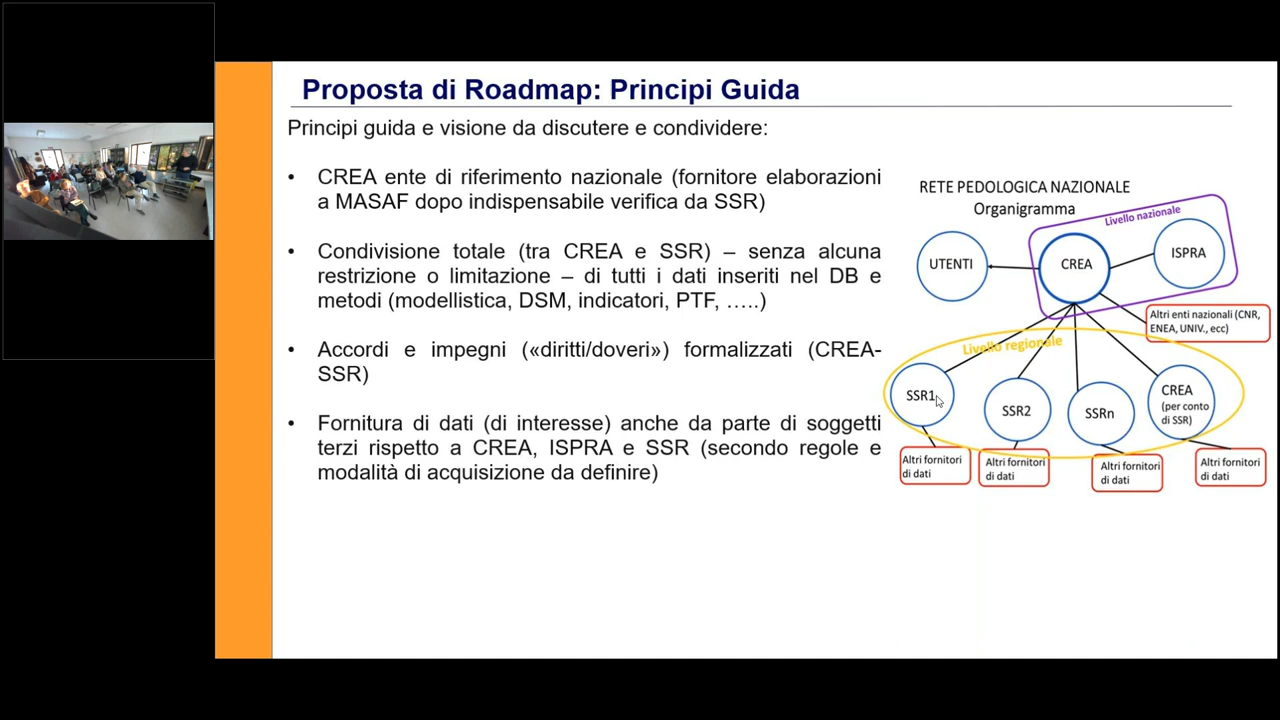 Proposta di Roadmap: Principi Guida
Principi guida e visione da discutere e condividere:
• CREA ente di riferimento nazionale (fornitore elaborazioni
a MASAF dopo indispensabile verifica da SSR)
• Condivisione totale (tra CREA e SSR) – senza alcuna
restrizione o limitazione – di tutti i dati inseriti nel DB e
metodi (modellistica, DSM, indicatori, PTF, …..)
• Accordi e impegni («diritti/doveri») formalizzati (CREA-
SSR)
• Fornitura di dati (di interesse) anche da parte di soggetti
terzi rispetto a CREA, ISPRA e SSR (secondo regole e
modalità di acquisizione da definire)
RETE PEDOLOGICA NAZIONALE
Organigramma
Livello nazionale
UTENTI
CREA
ISPRA
Altri enti nazionali (CNR,
ENEA, UNIV., ecc)
Livello regionale
SSR1
SSR2
SSRn
CREA
(per conto
di SSR)
Altri fornitori
di dati
Altri fornitori
di dati
Altri fornitori
di dati
Altri fornitori
di dati